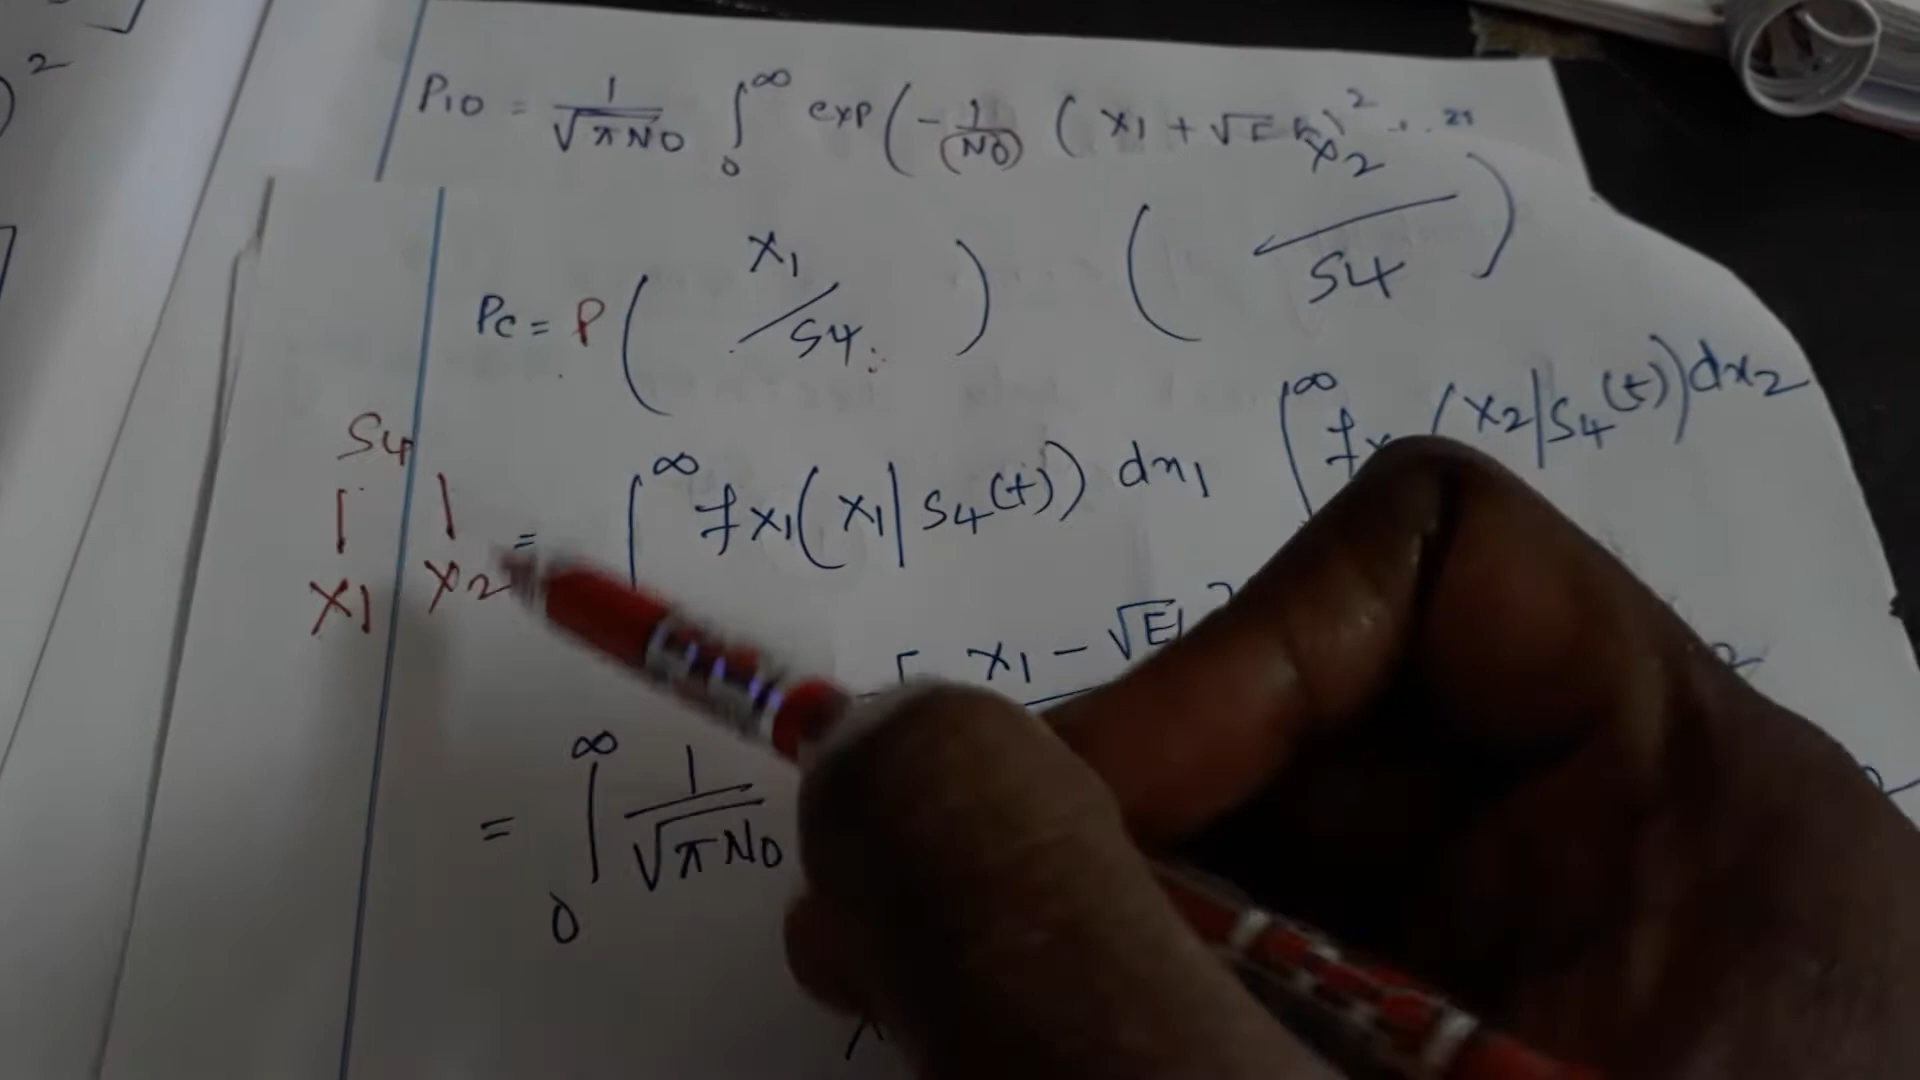 )²
P10 = 1/√πN0 ∫0^∞ exp(-1/(N0) (x1 + √E
Pc = P( x1/s4 ) ( x2/s4 )
s4
x1 x2
= ∫^∞ fx1(x1|s4(t)) dx1 ∫^∞ fx (x2|s4(t)) dx2
[ x1 - √E
= ∫0^∞ 1/√πN0